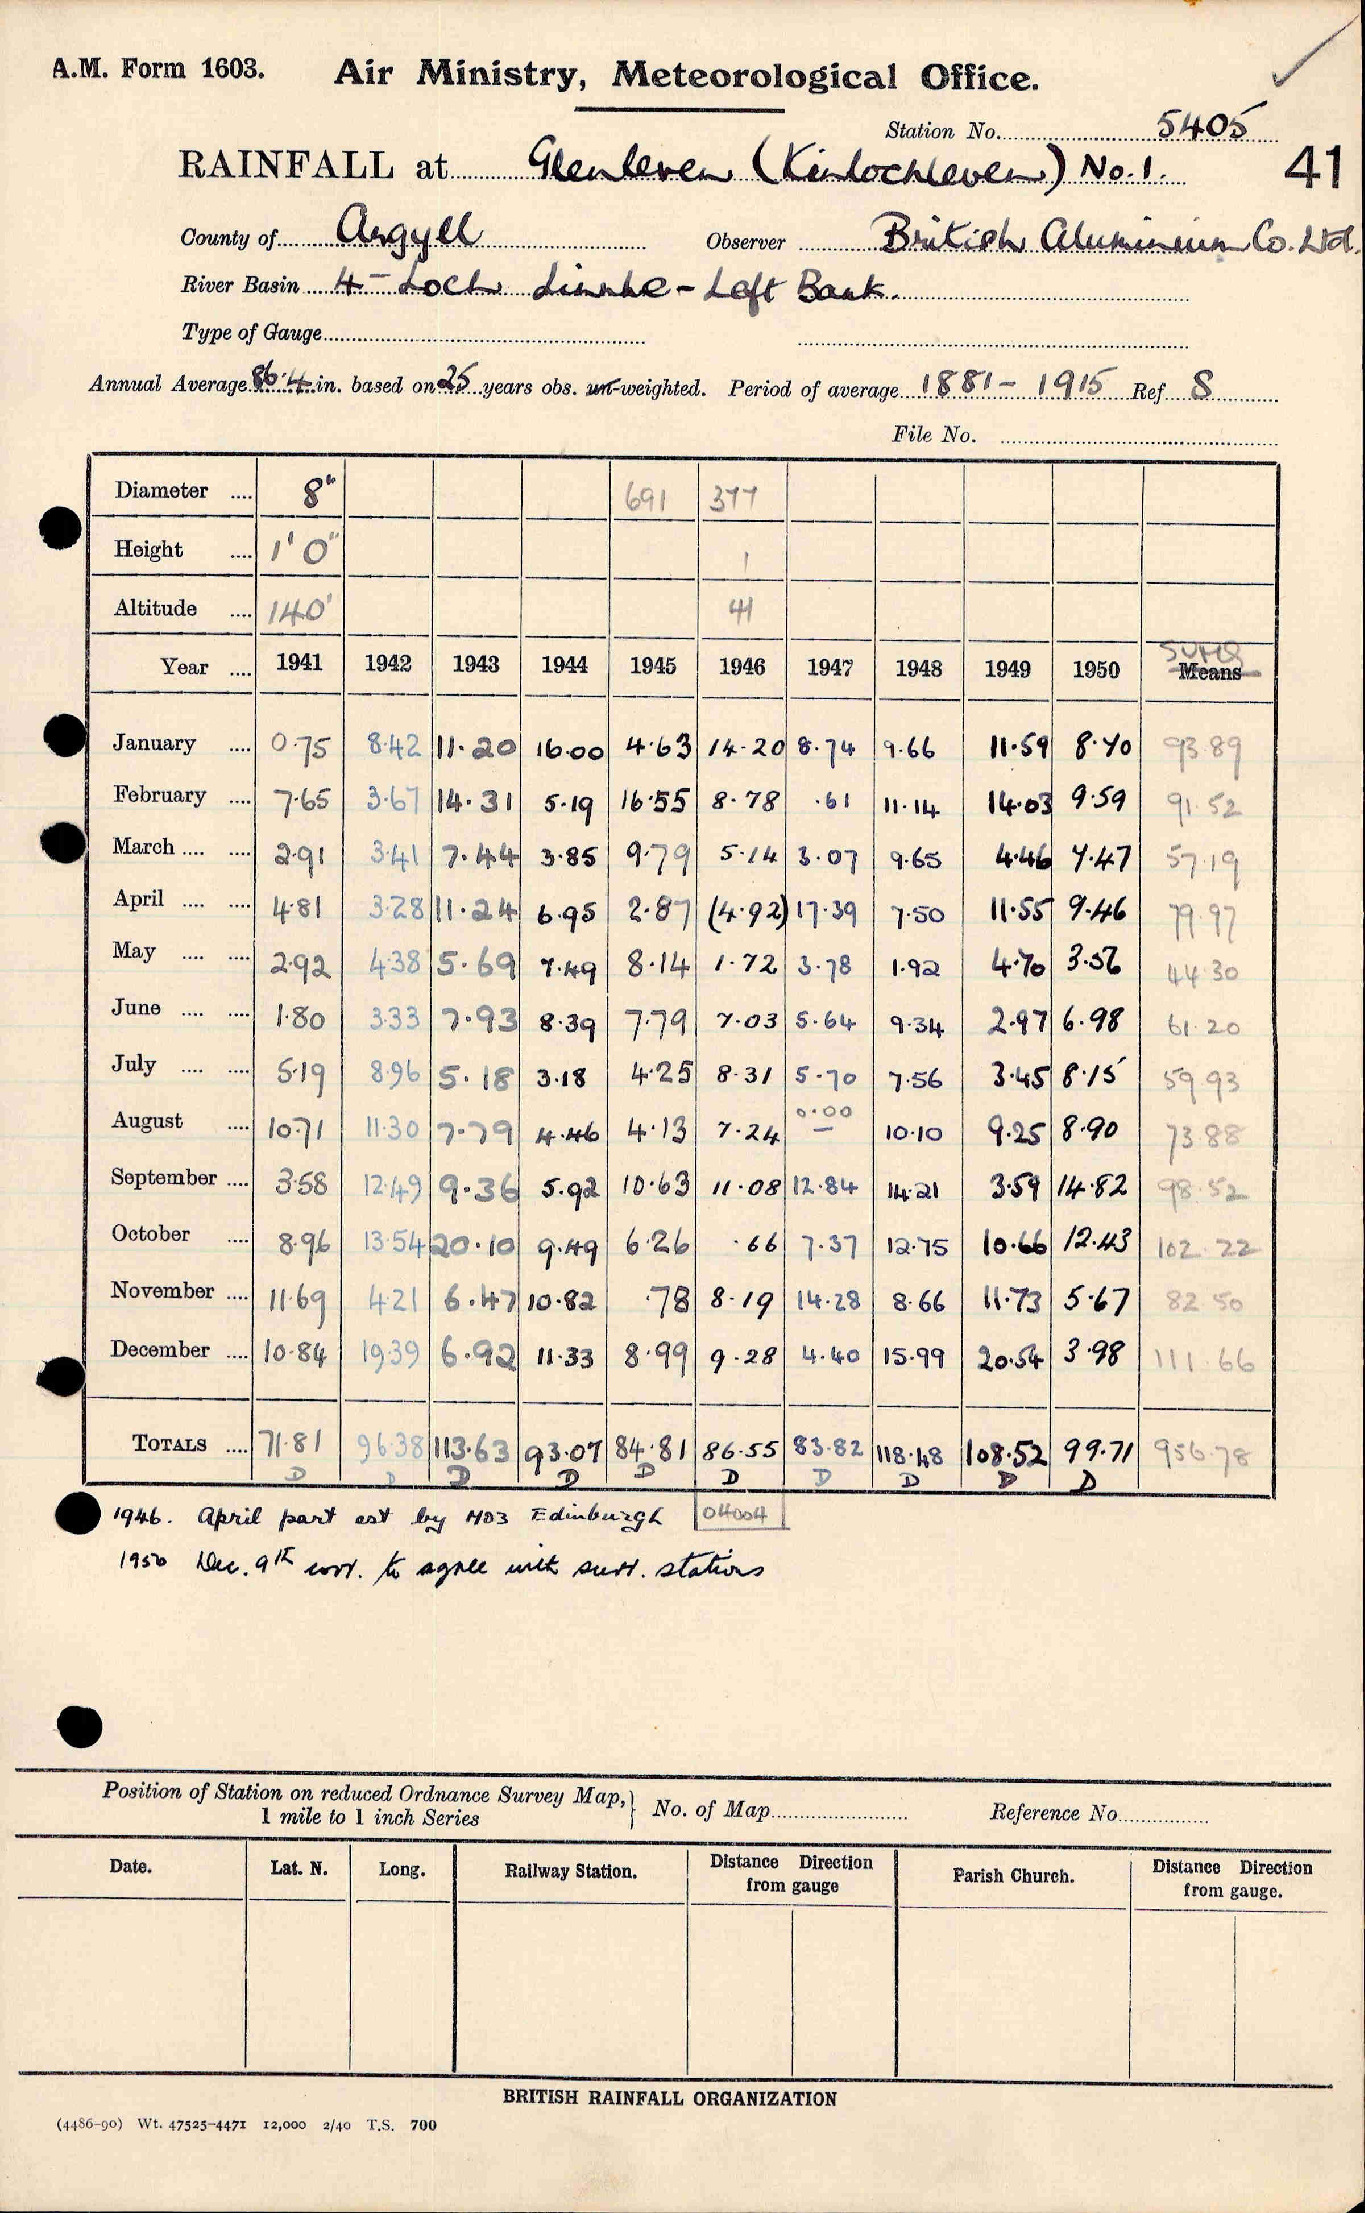 A.M. Form 1603. Air Ministry, Meteorological Office.
Station No. 5405
RAINFALL at Glenleven (Kinlochleven) No. 1. 41
County of Argyll Observer British Aluminium Co. Ltd.
River Basin 4 - Loch Linnhe - Left Bank.
Type of Gauge
Annual Average 86.4 in. based on 25 years obs. un-weighted. Period of average 1881 - 1915 Ref S
File No.
Diameter 8" 691 377
Height 1' 0" 1
Altitude 140' 41
Year 1941 1942 1943 1944 1945 1946 1947 1948 1949 1950 SUMS Means
January 0.75 8.42 11.20 16.00 4.63 14.20 8.74 9.66 11.59 8.70 93.89
February 7.65 3.67 14.31 5.19 16.55 8.78 .61 11.14 14.03 9.59 91.52
March 2.91 3.41 7.44 3.85 9.79 5.14 3.07 9.65 4.46 7.47 57.19
April 4.81 3.28 11.24 6.95 2.87 (4.92) 17.39 7.50 11.55 9.46 79.97
May 2.92 4.38 5.69 7.49 8.14 1.72 3.78 1.92 4.70 3.56 44.30
June 1.80 3.33 7.93 8.39 7.79 7.03 5.64 9.34 2.97 6.98 61.20
July 5.19 8.96 5.18 3.18 4.25 8.31 5.70 7.56 3.45 8.15 59.93
August 10.71 11.30 7.79 4.46 4.13 7.24 0.00 — 10.10 9.25 8.90 73.88
September 3.58 12.49 9.36 5.92 10.63 11.08 12.84 14.21 3.59 14.82 98.52
October 8.96 13.54 20.10 9.49 6.26 .66 7.37 12.75 10.66 12.43 102.22
November 11.69 4.21 6.47 10.82 .78 8.19 14.28 8.66 11.73 5.67 82.50
December 10.84 19.39 6.92 11.33 8.99 9.28 4.40 15.99 20.54 3.98 111.66
TOTALS 71.81 96.38 113.63 93.07 84.81 86.55 83.82 118.48 108.52 99.71 956.78
D D D D D D D D D D
1946. April part est by MO3 Edinburgh 04004
1950 Dec. 9th corr. to agree with surr. stations
Position of Station on reduced Ordnance Survey Map, 1 mile to 1 inch Series No. of Map Reference No.
Date. Lat. N. Long. Railway Station. Distance Direction from gauge Parish Church. Distance Direction from gauge.
BRITISH RAINFALL ORGANIZATION
(4486-90) Wt. 47525-4471 12,000 2/40 T.S. 700